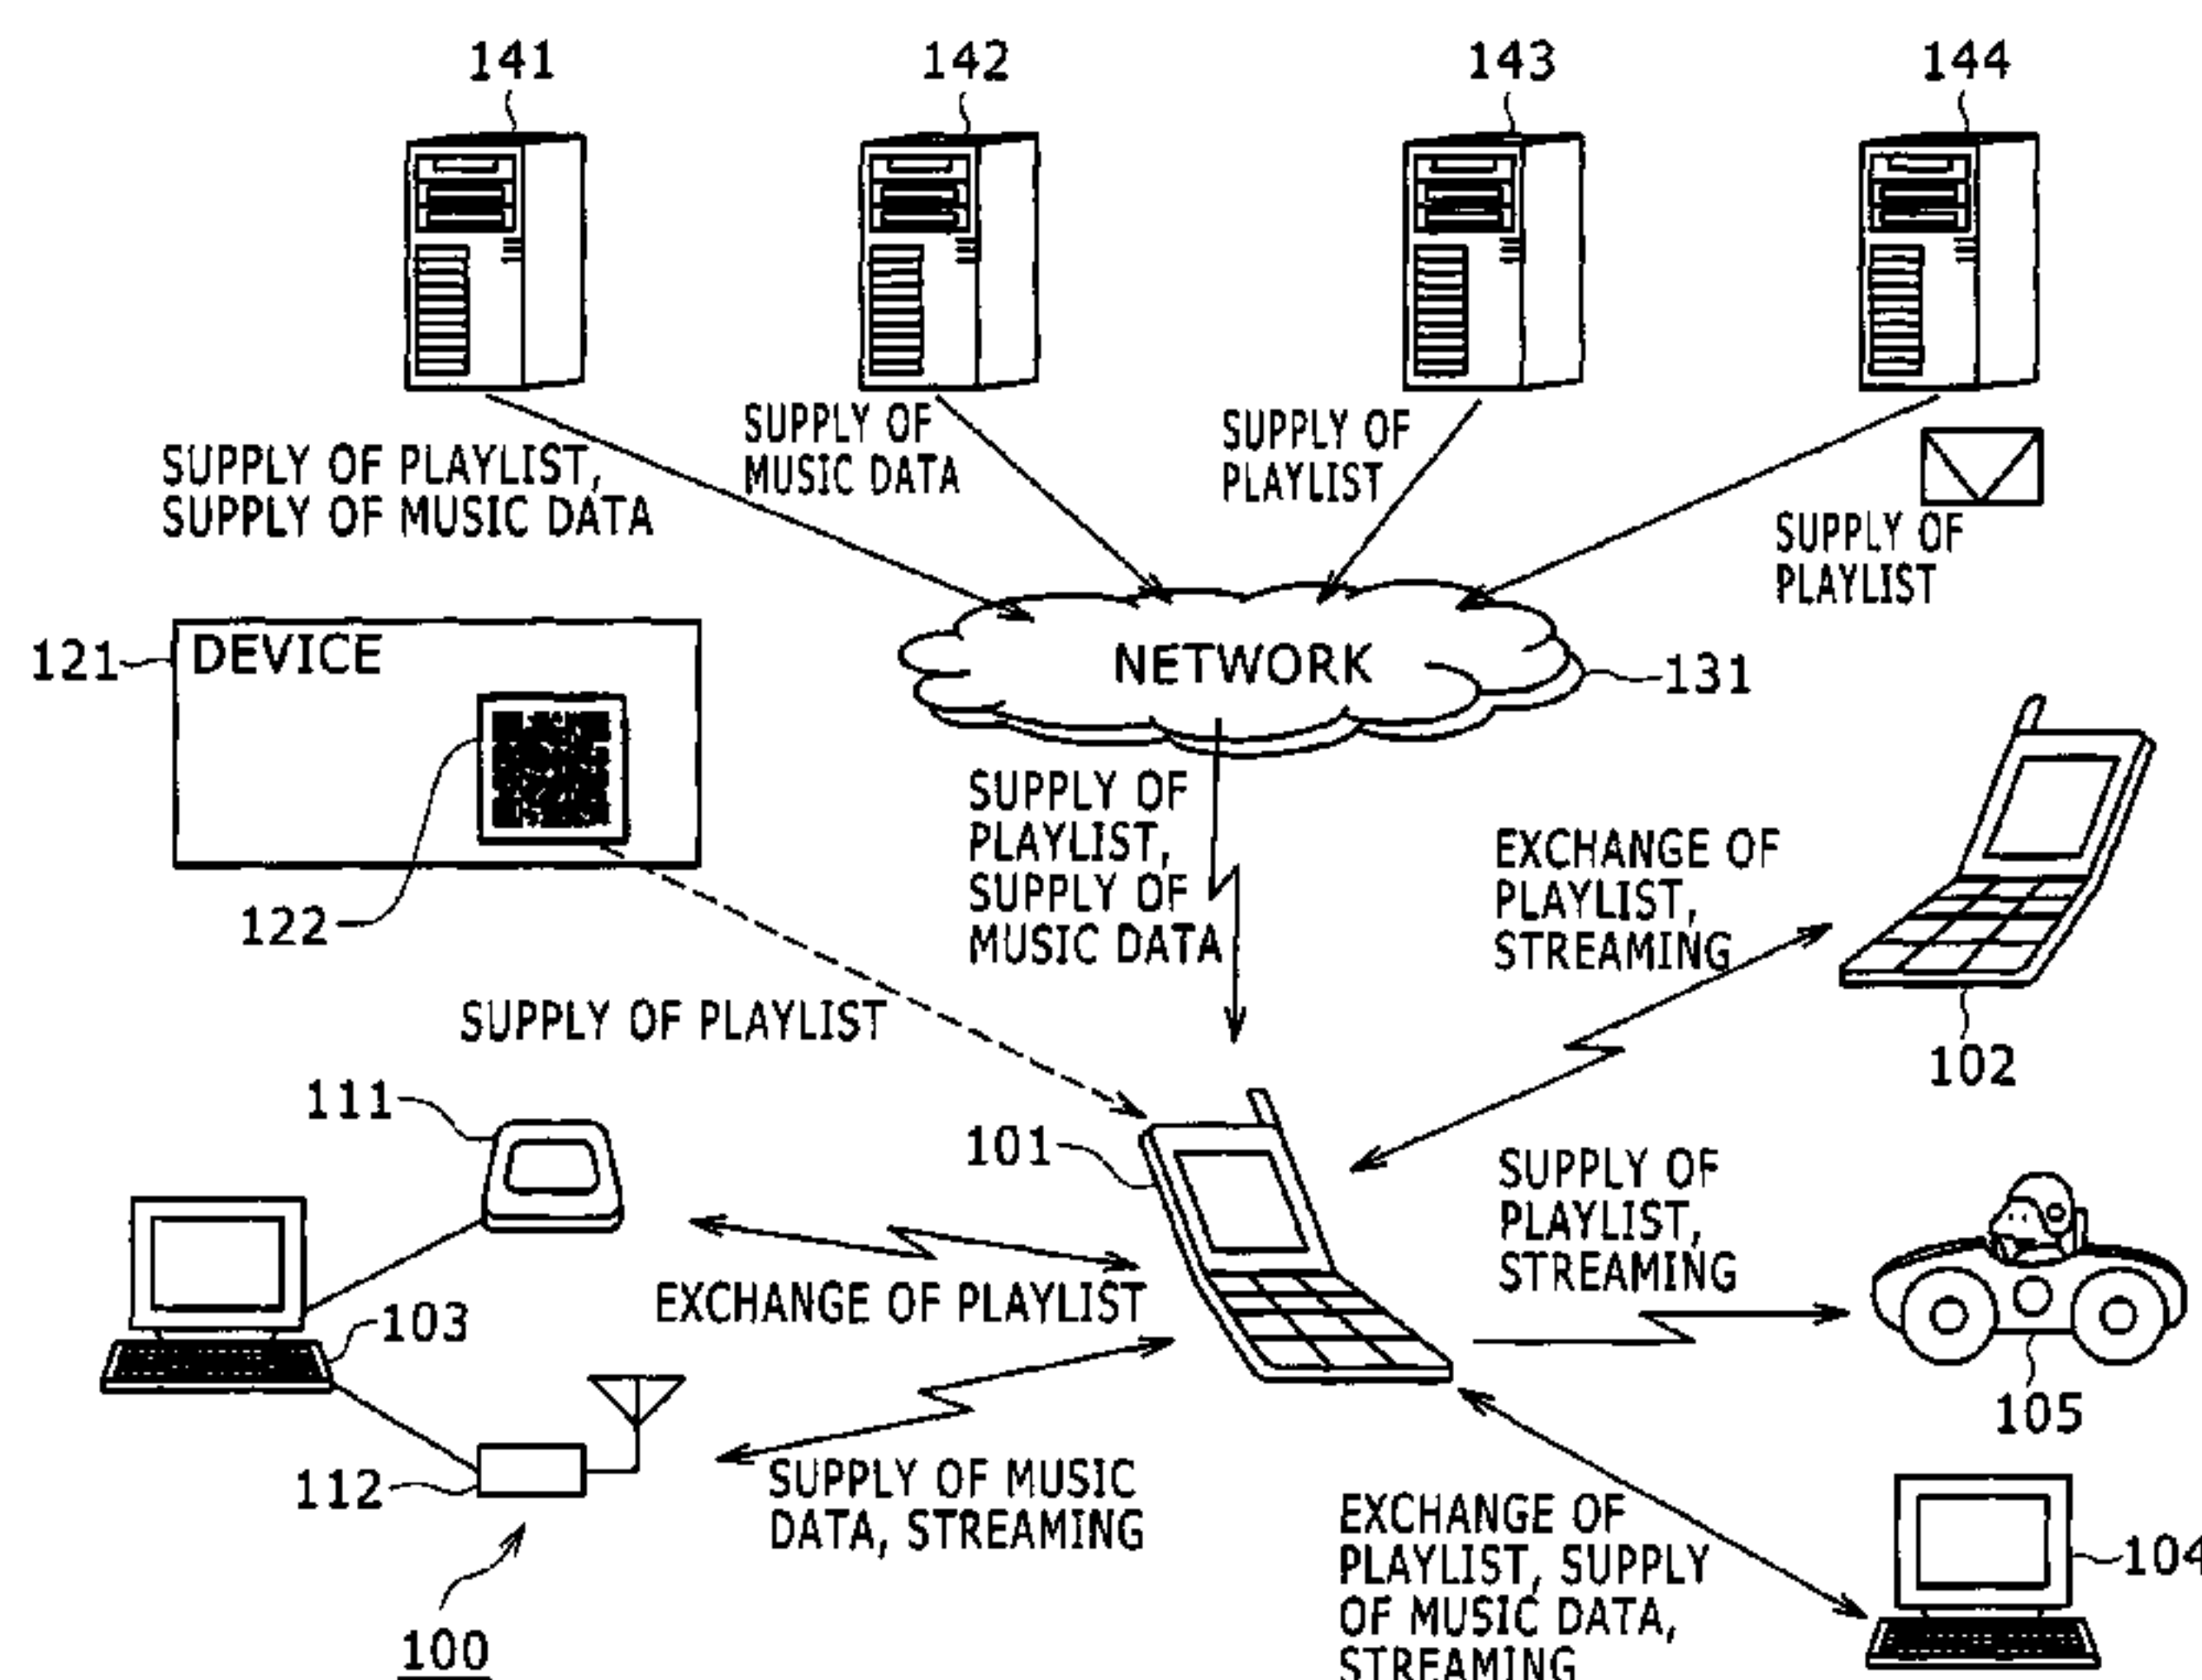 141
142
143
144
SUPPLY OF PLAYLIST,
SUPPLY OF MUSIC DATA
SUPPLY OF
MUSIC DATA
SUPPLY OF
PLAYLIST
SUPPLY OF
PLAYLIST
121
DEVICE
NETWORK
131
122
SUPPLY OF
PLAYLIST,
SUPPLY OF
MUSIC DATA
EXCHANGE OF
PLAYLIST,
STREAMING
102
SUPPLY OF PLAYLIST
111
101
SUPPLY OF
PLAYLIST,
STREAMING
EXCHANGE OF PLAYLIST
103
105
112
SUPPLY OF MUSIC
DATA, STREAMING
EXCHANGE OF
PLAYLIST, SUPPLY
OF MUSIC DATA,
STREAMING
104
100